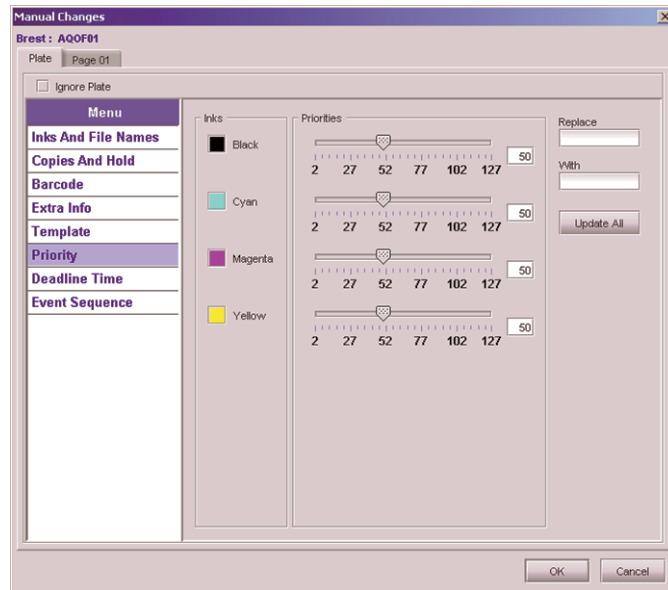 Manual Changes
Brest : AQOF01
Plate Page 01
Ignore Plate
Menu
Inks And File Names
Copies And Hold
Barcode
Extra Info
Template
Priority
Deadline Time
Event Sequence
Inks
Black
Cyan
Magenta
Yellow
Priorities
50
2 27 52 77 102 127
50
2 27 52 77 102 127
50
2 27 52 77 102 127
50
2 27 52 77 102 127
Replace
With
Update All
OK Cancel